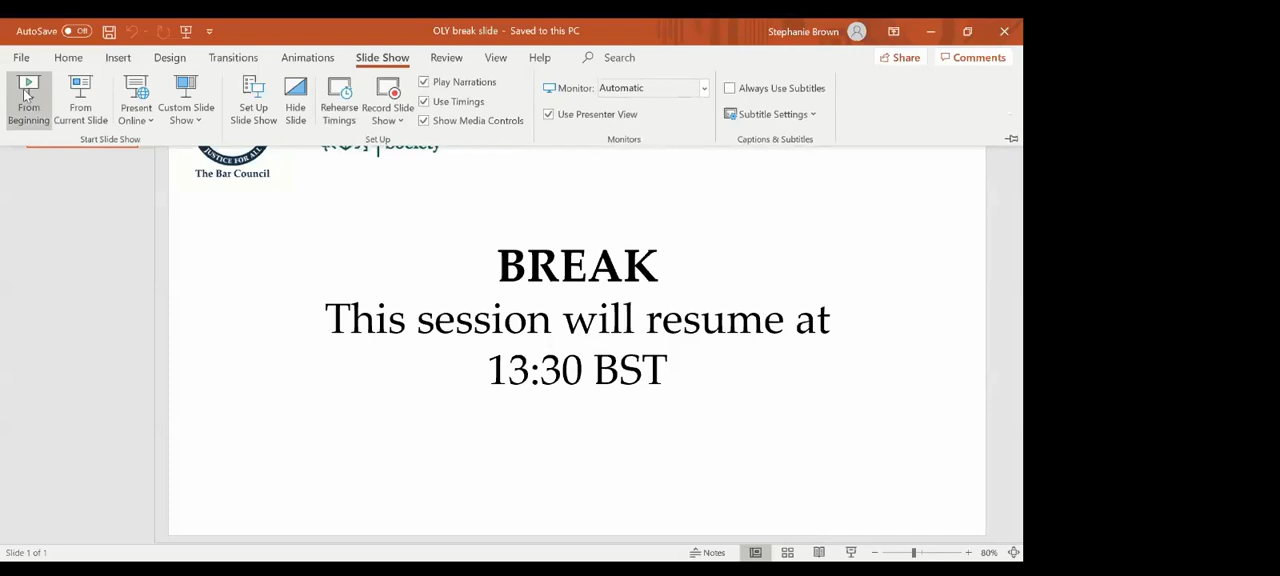 AutoSave Off
OLY break slide - Saved to this PC
Stephanie Brown
File Home Insert Design Transitions Animations Slide Show Review View Help Search
Share Comments
From Beginning
From Current Slide
Present Online
Custom Slide Show
Set Up Slide Show
Hide Slide
Rehearse Timings
Record Slide Show
Play Narrations
Use Timings
Show Media Controls
Monitor: Automatic
Use Presenter View
Always Use Subtitles
Subtitle Settings
Start Slide Show
Set Up
Monitors
Captions & Subtitles
JUSTICE FOR ALL
Society
The Bar Council
BREAK
This session will resume at
13:30 BST
Slide 1 of 1
Notes
80%